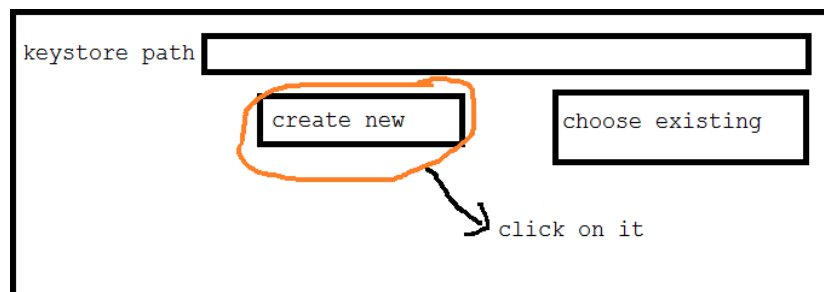 keystore path
create new
choose existing
click on it